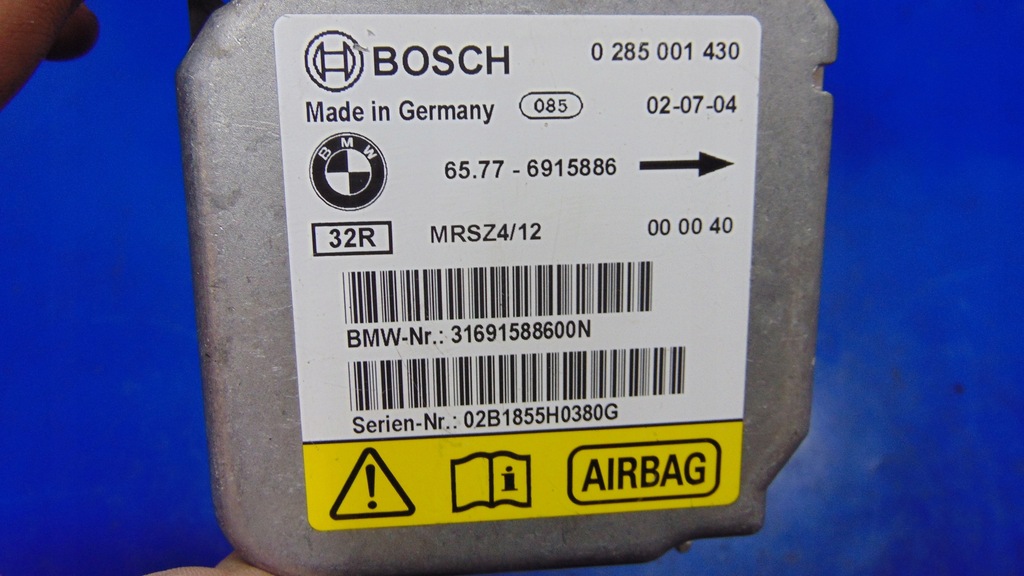 BOSCH 0 285 001 430
Made in Germany 085 02-07-04
BMW 65.77 - 6915886
32R MRSZ4/12 00 00 40
BMW-Nr.: 31691588600N
Serien-Nr.: 02B1855H0380G
AIRBAG